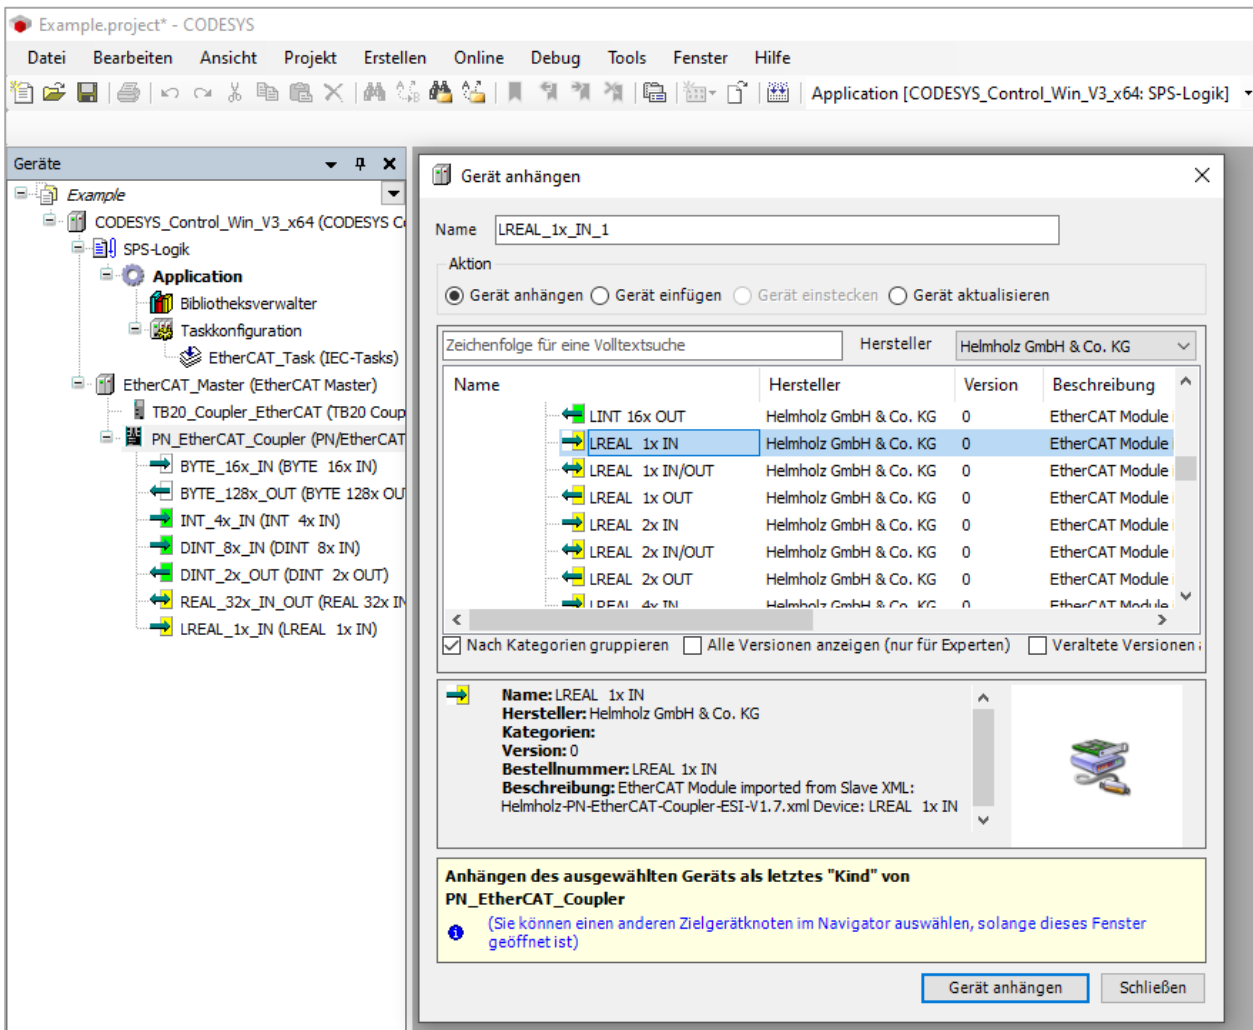 Example.project* - CODESYS
Datei Bearbeiten Ansicht Projekt Erstellen Online Debug Tools Fenster Hilfe
Application [CODESYS_Control_Win_V3_x64: SPS-Logik]
Geräte
Example
CODESYS_Control_Win_V3_x64 (CODESYS Co
SPS-Logik
Application
Bibliotheksverwalter
Taskkonfiguration
EtherCAT_Task (IEC-Tasks)
EtherCAT_Master (EtherCAT Master)
TB20_Coupler_EtherCAT (TB20 Coup
PN_EtherCAT_Coupler (PN/EtherCAT
BYTE_16x_IN (BYTE 16x IN)
BYTE_128x_OUT (BYTE 128x OU
INT_4x_IN (INT 4x IN)
DINT_8x_IN (DINT 8x IN)
DINT_2x_OUT (DINT 2x OUT)
REAL_32x_IN_OUT (REAL 32x IN
LREAL_1x_IN (LREAL 1x IN)
Gerät anhängen
Name LREAL_1x_IN_1
Aktion
Gerät anhängen Gerät einfügen Gerät einstecken Gerät aktualisieren
Zeichenfolge für eine Volltextsuche Hersteller Helmholz GmbH & Co. KG
Name Hersteller Version Beschreibung
LINT 16x OUT Helmholz GmbH & Co. KG 0 EtherCAT Module i
LREAL 1x IN Helmholz GmbH & Co. KG 0 EtherCAT Module i
LREAL 1x IN/OUT Helmholz GmbH & Co. KG 0 EtherCAT Module i
LREAL 1x OUT Helmholz GmbH & Co. KG 0 EtherCAT Module i
LREAL 2x IN Helmholz GmbH & Co. KG 0 EtherCAT Module i
LREAL 2x IN/OUT Helmholz GmbH & Co. KG 0 EtherCAT Module i
LREAL 2x OUT Helmholz GmbH & Co. KG 0 EtherCAT Module i
LREAL 4x IN Helmholz GmbH & Co. KG 0 EtherCAT Module i
Nach Kategorien gruppieren Alle Versionen anzeigen (nur für Experten) Veraltete Versionen a
Name: LREAL 1x IN
Hersteller: Helmholz GmbH & Co. KG
Kategorien:
Version: 0
Bestellnummer: LREAL 1x IN
Beschreibung: EtherCAT Module imported from Slave XML:
Helmholz-PN-EtherCAT-Coupler-ESI-V1.7.xml Device: LREAL 1x IN
Anhängen des ausgewählten Geräts als letztes "Kind" von
PN_EtherCAT_Coupler
(Sie können einen anderen Zielgerätknoten im Navigator auswählen, solange dieses Fenster
geöffnet ist)
Gerät anhängen Schließen